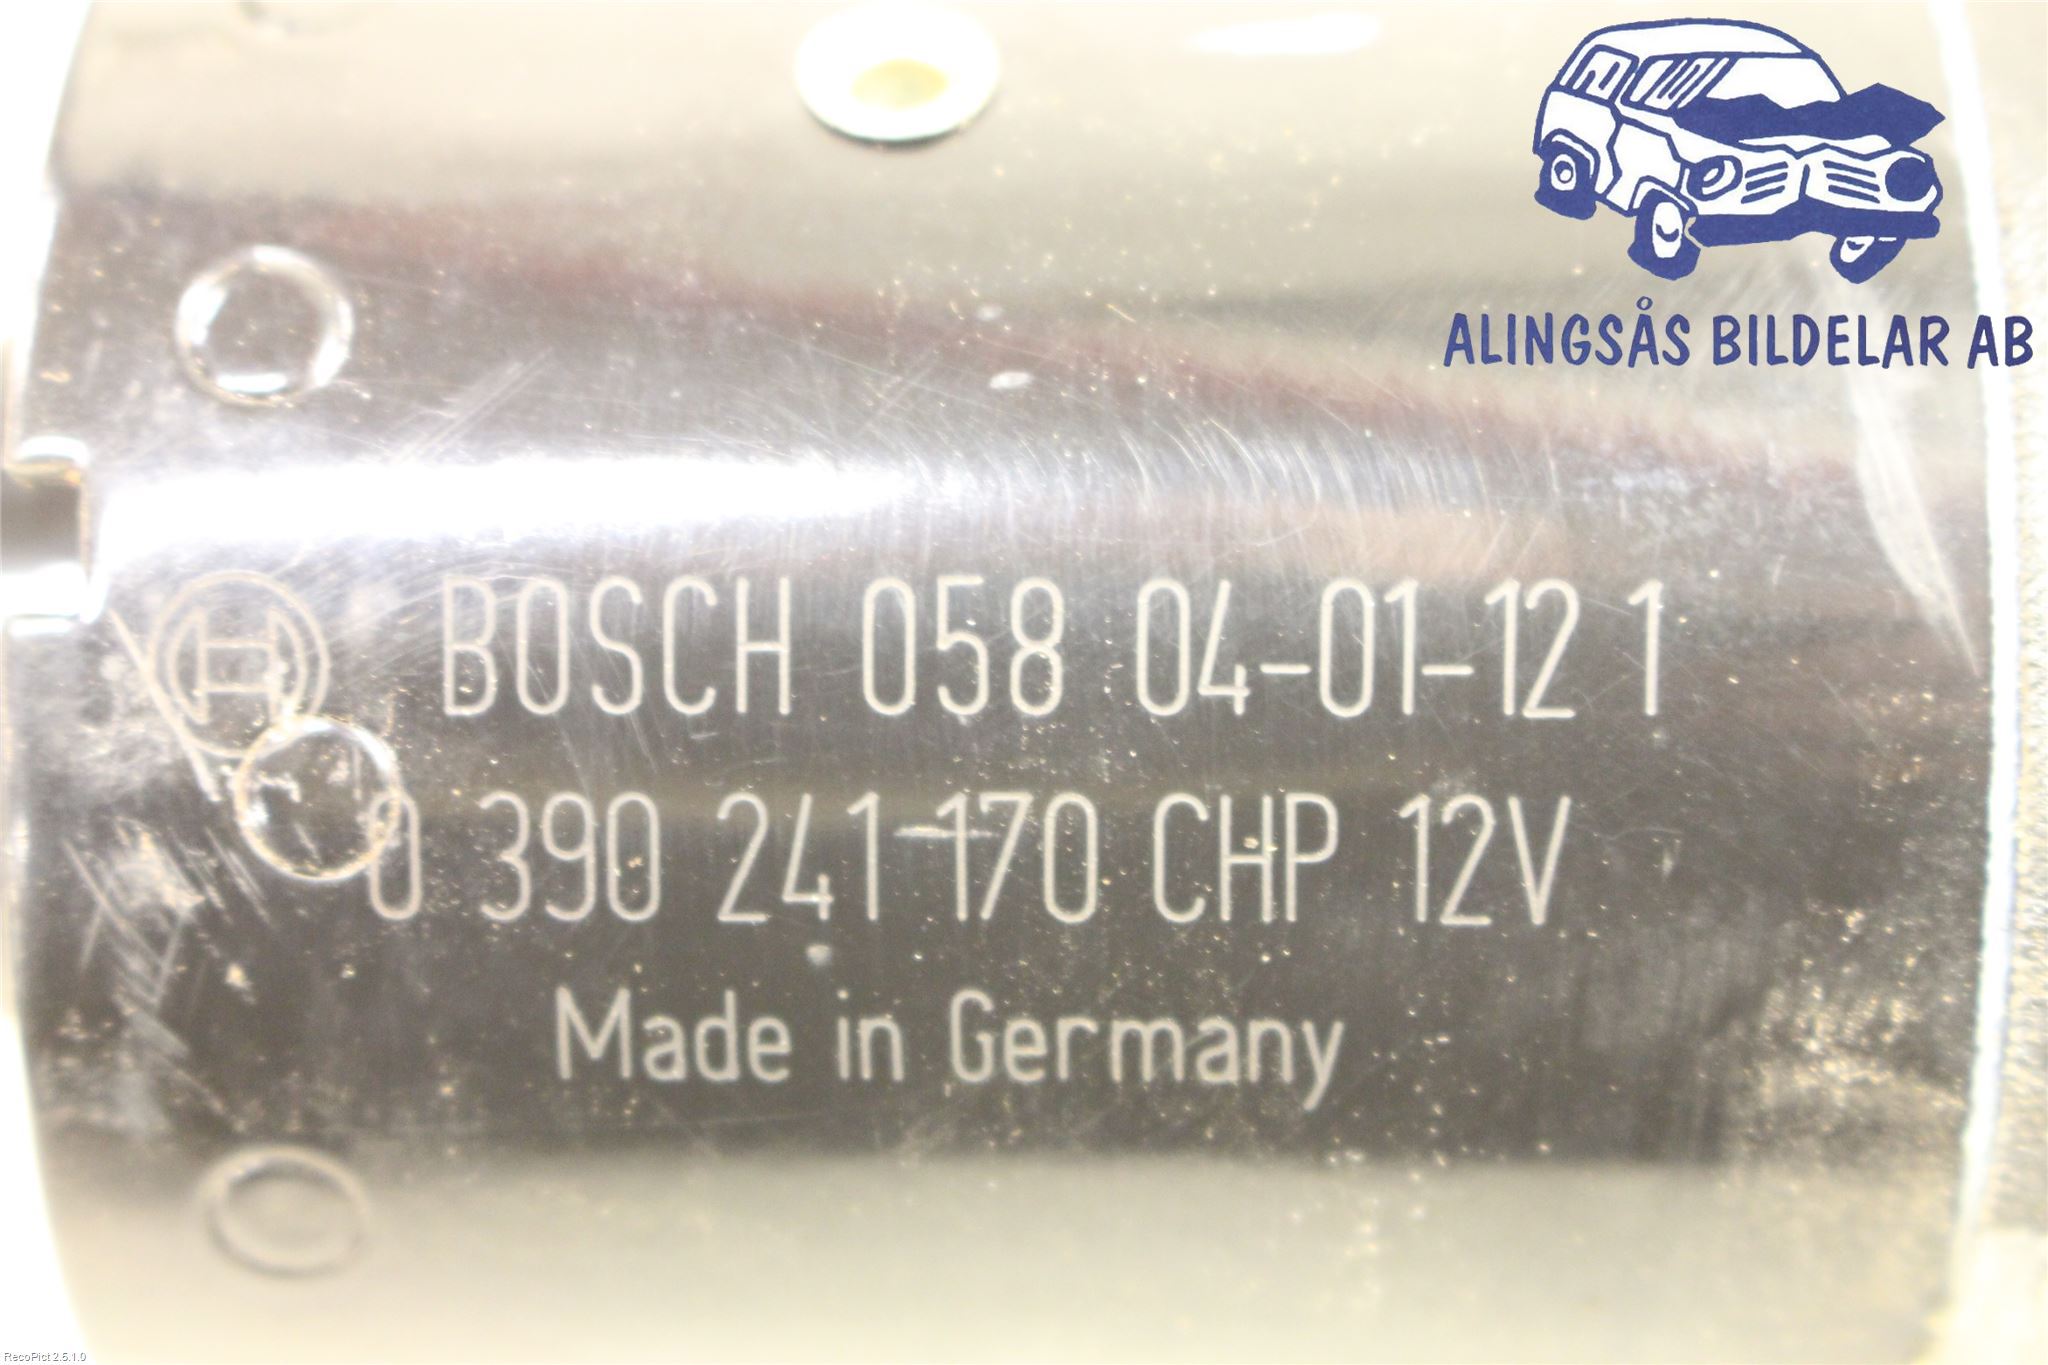 ALINGSÅS BILDELAR AB
BOSCH 058 04-01-12 1
0 390 241 170 CHP 12V
Made in Germany
RecoPict 2.5.1.0